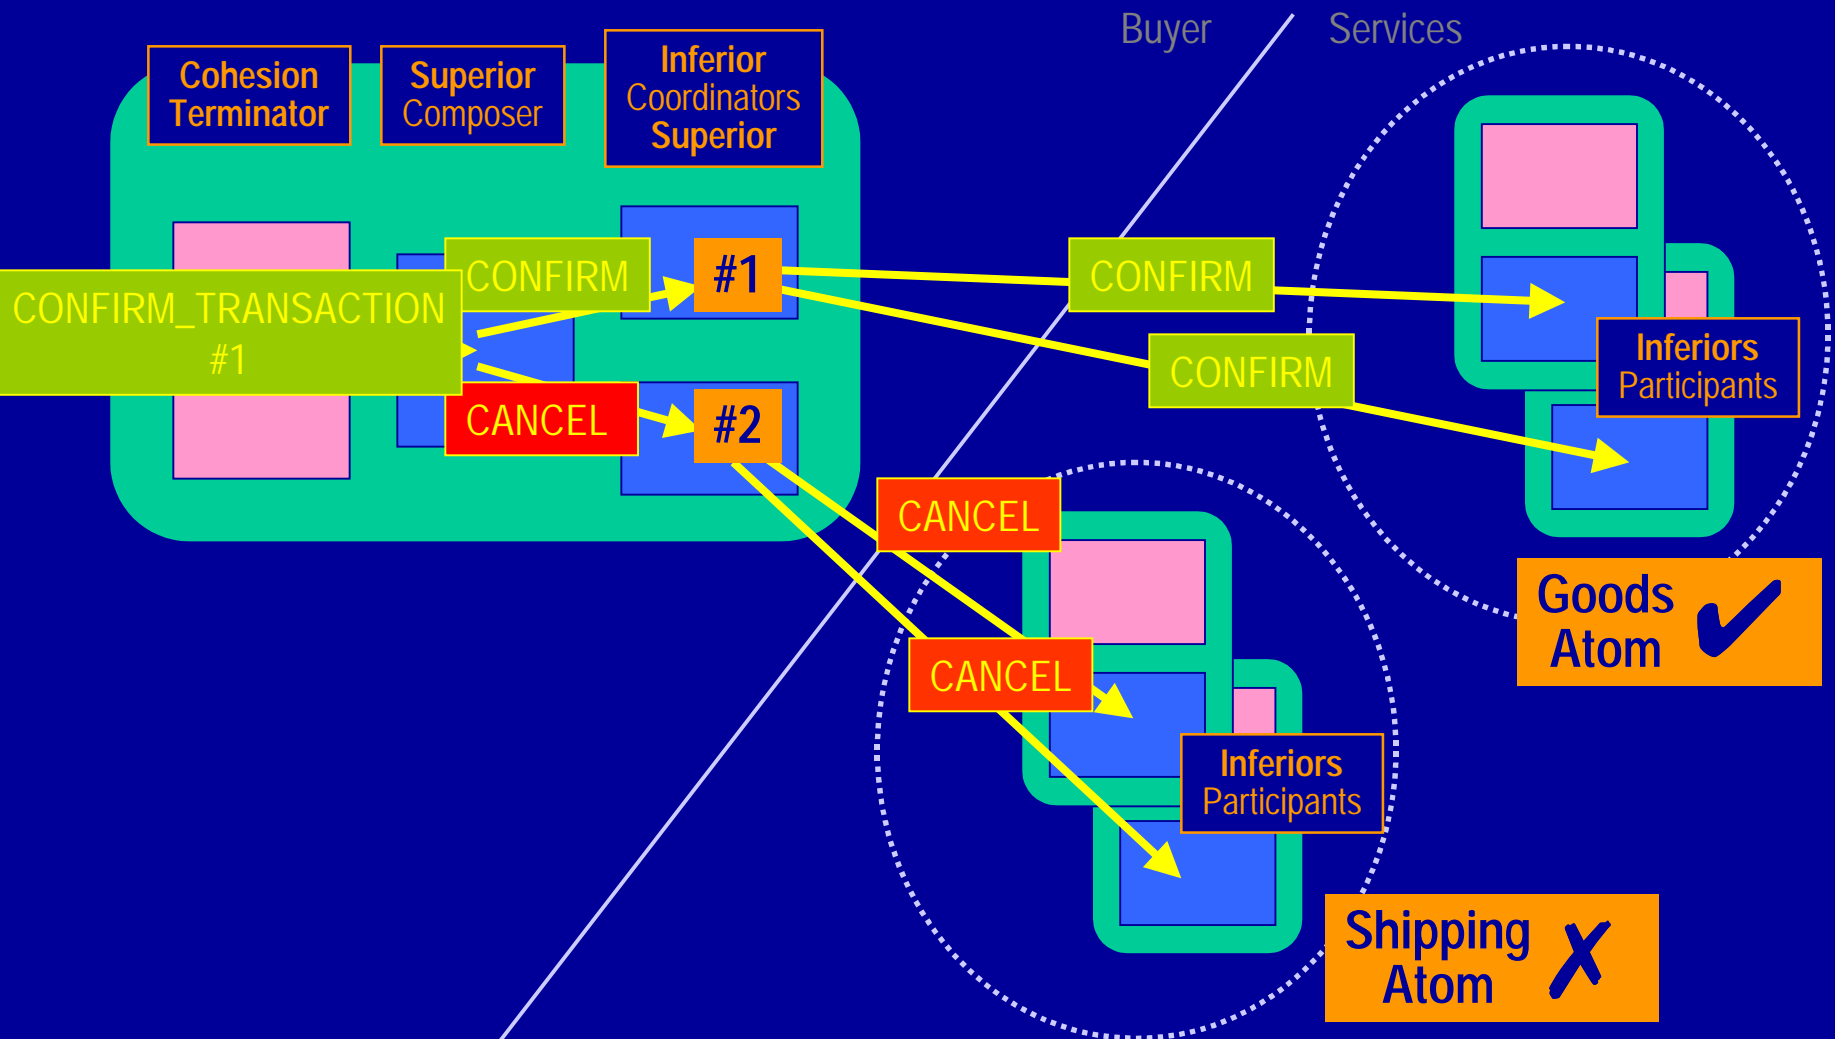 Buyer
Services
Cohesion
Terminator
Superior
Composer
Inferior
Coordinators
Superior
CONFIRM
#1
CONFIRM_TRANSACTION
#1
CANCEL
#2
CONFIRM
CONFIRM
Inferiors
Participants
CANCEL
CANCEL
Inferiors
Participants
Goods
Atom
Shipping
Atom